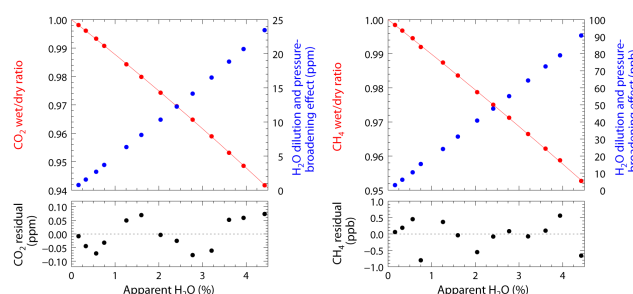 1.00
0.99
0.98
0.97
0.96
0.95
0.94
CO2 wet/dry ratio
25
20
15
10
5
0
H2O dilution and pressure-
broadening effect (ppm)
0.10
0.05
0.00
−0.05
−0.10
CO2 residual
(ppm)
0 1 2 3 4
Apparent H2O (%)
1.00
0.99
0.98
0.97
0.96
0.95
CH4 wet/dry ratio
100
90
80
70
60
50
40
30
20
10
0
H2O dilution and pressure-
broadening effect (ppb)
1.0
0.5
0.0
−0.5
−1.0
CH4 residual
(ppb)
0 1 2 3 4
Apparent H2O (%)